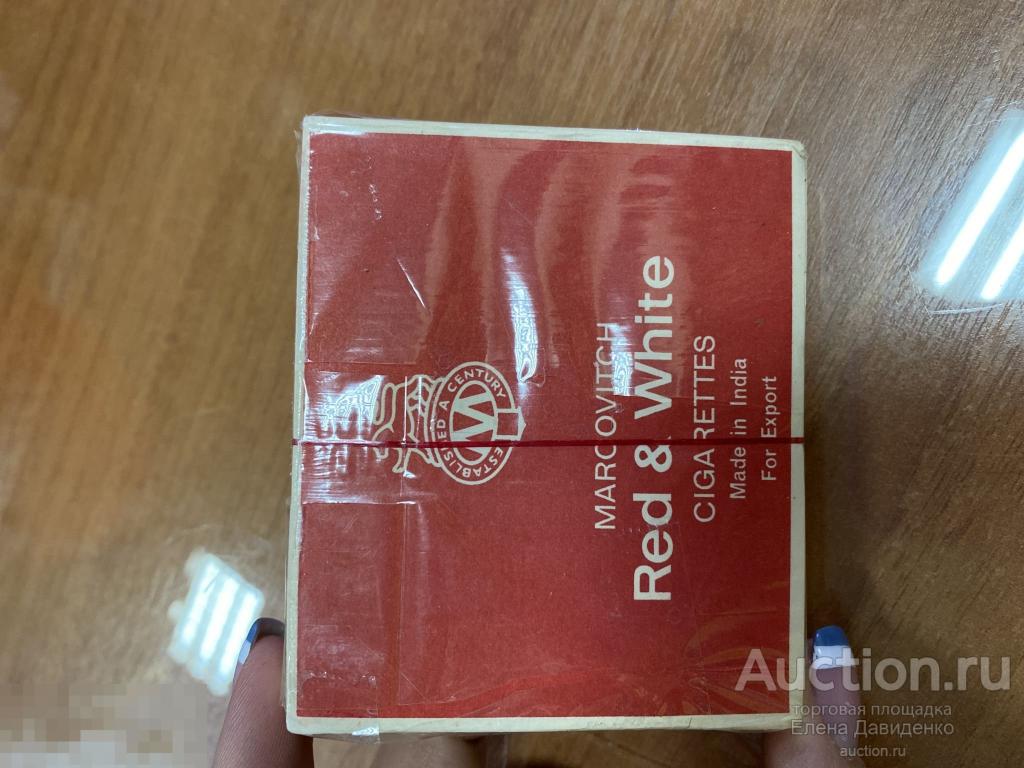 ESTABLISHED A CENTURY
M
MARCOVITCH
Red & White
CIGARETTES
Made in India
For Export
Auction.ru
торговая площадка
Елена Давиденко
auction.ru